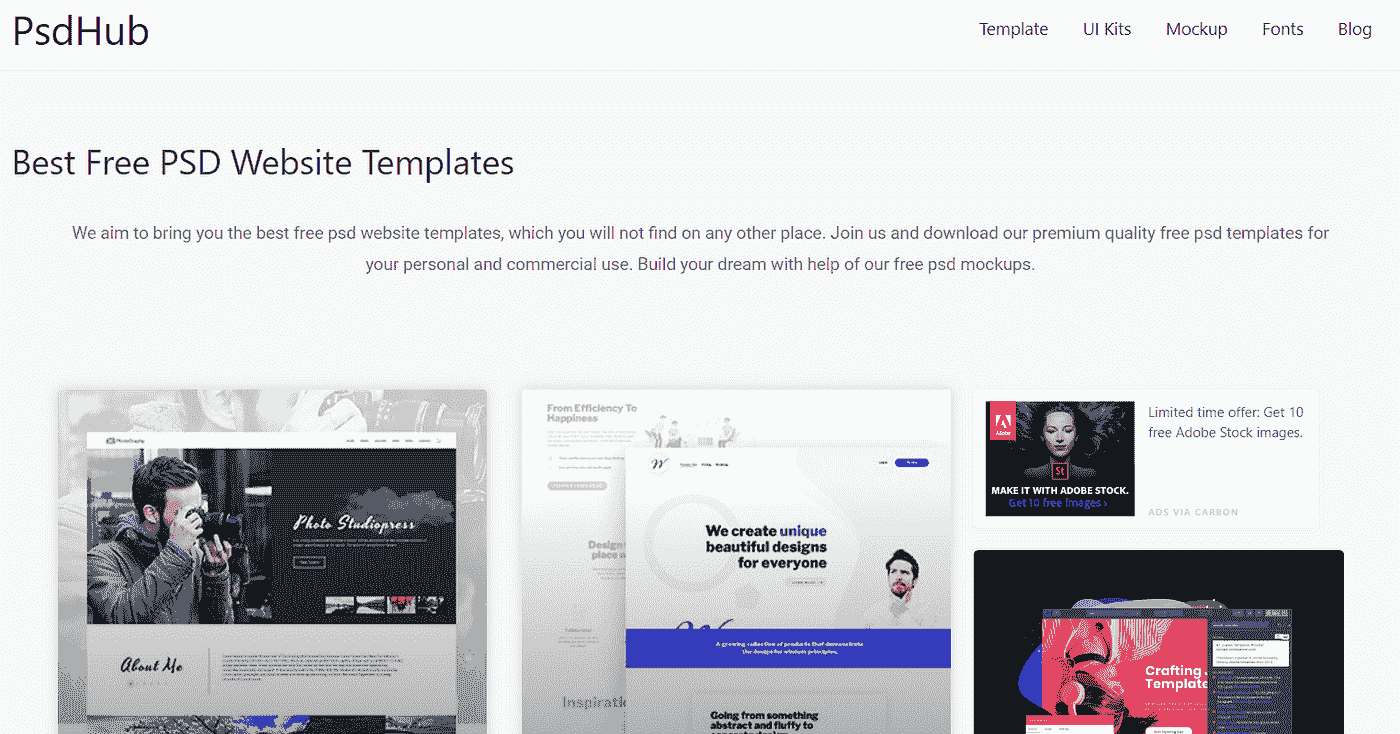 PsdHub
Template
UI Kits
Mockup
Fonts
Blog
Best Free PSD Website Templates
We aim to bring you the best free psd website templates, which you will not find on any other place. Join us and download our premium quality free psd templates for
your personal and commercial use. Build your dream with help of our free psd mockups.
Photo Studiopress
About Me
From Efficiency To
Happiness
We create unique
beautiful designs
for everyone
A growing collection of products that demonstrate
the design for website principles.
Going from something
abstract and fluffy to
Adobe
St
MAKE IT WITH ADOBE STOCK.
Get 10 free images ›
Limited time offer: Get 10
free Adobe Stock images.
ADS VIA CARBON
Crafting